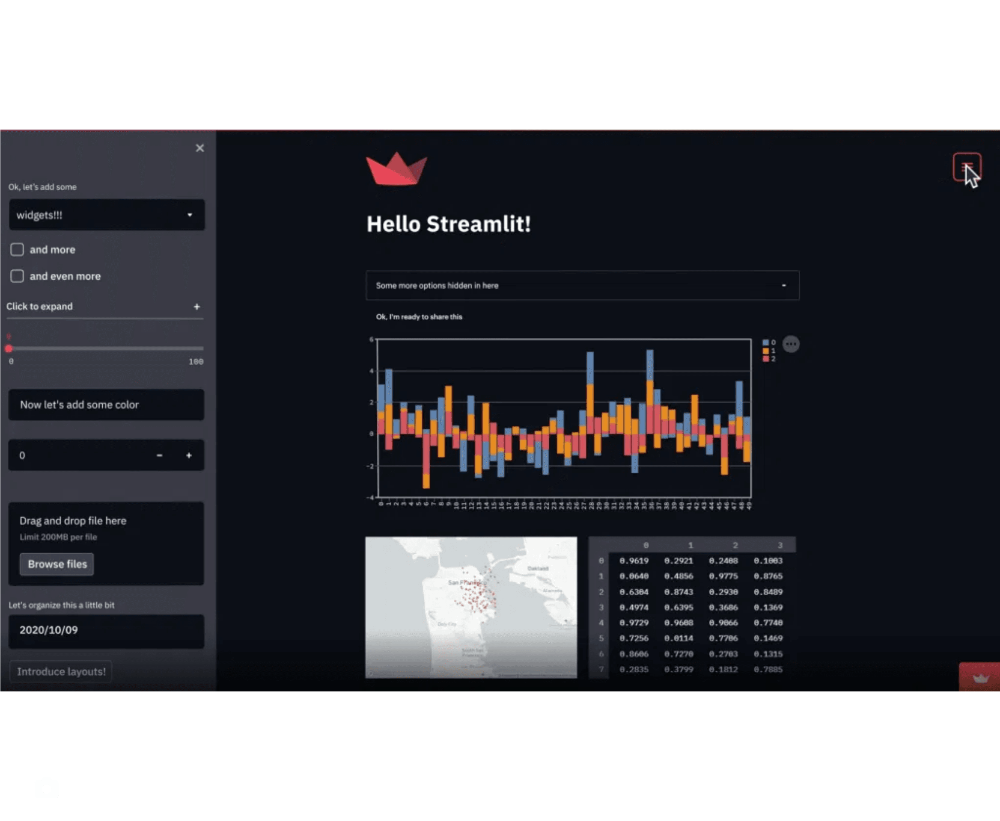 Ok, let's add some
widgets!!!
and more
and even more
Click to expand +
0
0 100
Now let's add some color
0 - +
Drag and drop file here
Limit 200MB per file
Browse files
Let's organize this a little bit
2020/10/09
Introduce layouts!
Hello Streamlit!
Some more options hidden in here -
Ok, I'm ready to share this
6
4
2
0
-2
-4
0 1 2 3 4 5 6 7 8 9 10 11 12 13 14 15 16 17 18 19 20 21 22 23 24 25 26 27 28 29 30 31 32 33 34 35 36 37 38 39 40 41 42 43 44 45 46 47 48 49
0
1
2
San Francisco
Oakland
Alameda
Daly City
South San
Francisco
0 1 2 3
0 0.9619 0.2921 0.2408 0.1003
1 0.0640 0.4856 0.9775 0.8765
2 0.6304 0.8743 0.2930 0.8489
3 0.4974 0.6395 0.3686 0.1369
4 0.9729 0.9608 0.9066 0.7740
5 0.7256 0.0114 0.7706 0.1469
6 0.8606 0.7270 0.2703 0.1315
7 0.2835 0.3799 0.1812 0.7885